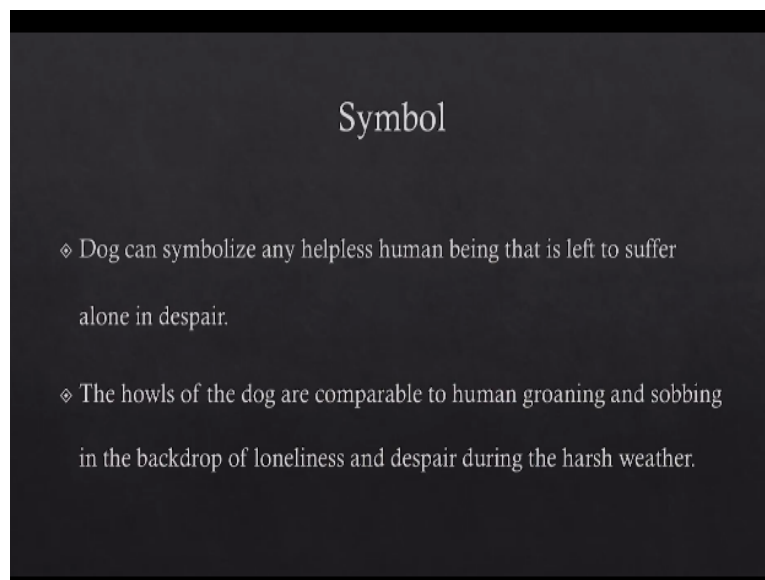 Symbol
Dog can symbolize any helpless human being that is left to suffer
alone in despair.
The howls of the dog are comparable to human groaning and sobbing
in the backdrop of loneliness and despair during the harsh weather.